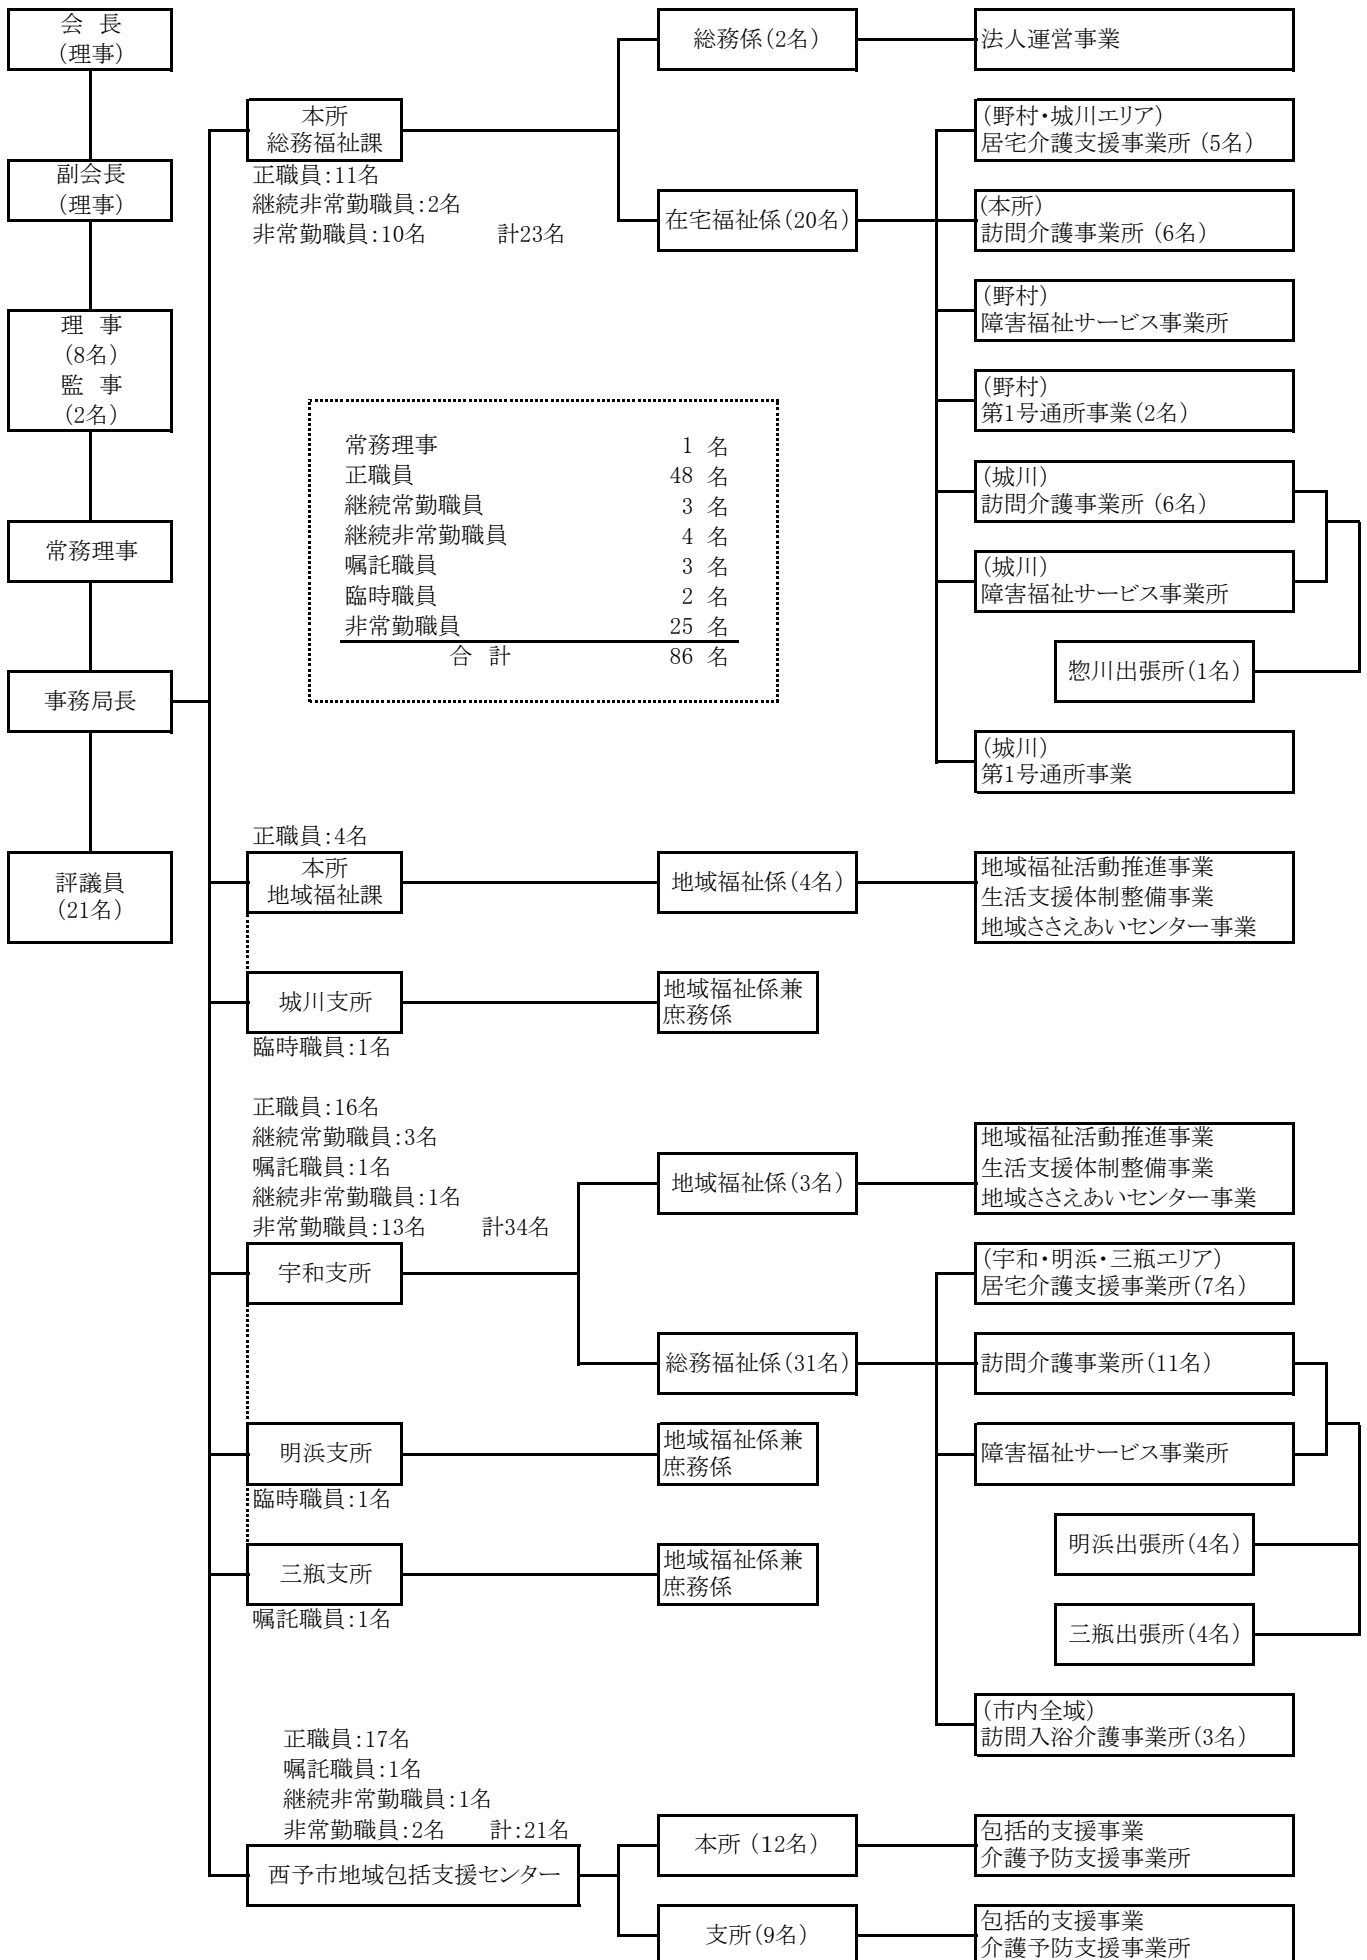 会 長
(理事)
副会長
(理事)
理 事
(8名)
監 事
(2名)
常務理事
事務局長
評議員
(21名)
本所
総務福祉課
正職員:11名
継続非常勤職員:2名
非常勤職員:10名 計23名
総務係(2名)
法人運営事業
在宅福祉係(20名)
(野村・城川エリア)
居宅介護支援事業所 (5名)
(本所)
訪問介護事業所 (6名)
(野村)
障害福祉サービス事業所
(野村)
第1号通所事業(2名)
(城川)
訪問介護事業所 (6名)
(城川)
障害福祉サービス事業所
惣川出張所(1名)
(城川)
第1号通所事業
常務理事 1 名
正職員 48 名
継続常勤職員 3 名
継続非常勤職員 4 名
嘱託職員 3 名
臨時職員 2 名
非常勤職員 25 名
合 計 86 名
正職員:4名
本所
地域福祉課
地域福祉係(4名)
地域福祉活動推進事業
生活支援体制整備事業
地域ささえあいセンター事業
城川支所
臨時職員:1名
地域福祉係兼
庶務係
正職員:16名
継続常勤職員:3名
嘱託職員:1名
継続非常勤職員:1名
非常勤職員:13名 計34名
宇和支所
地域福祉係(3名)
地域福祉活動推進事業
生活支援体制整備事業
地域ささえあいセンター事業
総務福祉係(31名)
(宇和・明浜・三瓶エリア)
居宅介護支援事業所(7名)
訪問介護事業所(11名)
障害福祉サービス事業所
明浜出張所(4名)
三瓶出張所(4名)
(市内全域)
訪問入浴介護事業所(3名)
明浜支所
臨時職員:1名
地域福祉係兼
庶務係
三瓶支所
嘱託職員:1名
地域福祉係兼
庶務係
正職員:17名
嘱託職員:1名
継続非常勤職員:1名
非常勤職員:2名 計:21名
西予市地域包括支援センター
本所 (12名)
包括的支援事業
介護予防支援事業所
支所(9名)
包括的支援事業
介護予防支援事業所